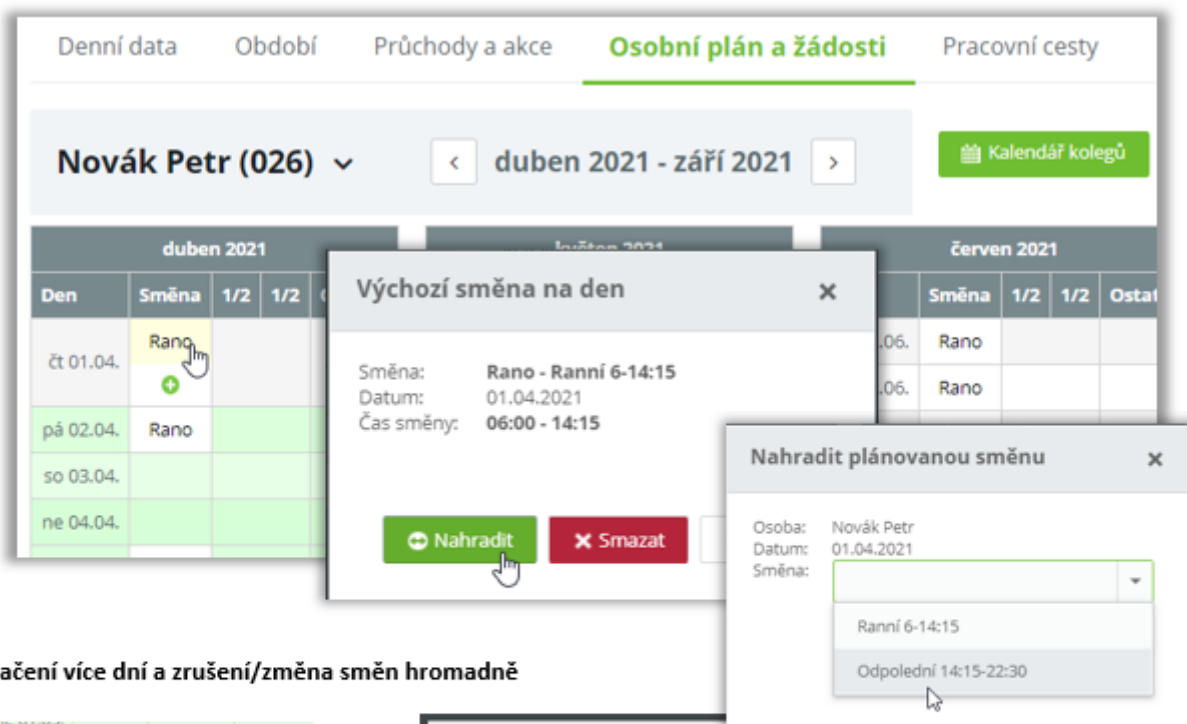 Denní data Období Průchody a akce Osobní plán a žádosti Pracovní cesty
Novák Petr (026) duben 2021 - září 2021 Kalendář kolegů
duben 2021 květen 2021 červen 2021
Den Směna 1/2 1/2 Směna 1/2 1/2 Ostat
čt 01.04. Rano
.06. Rano
.06. Rano
pá 02.04. Rano
so 03.04.
ne 04.04.
Výchozí směna na den
Směna: Rano - Ranní 6-14:15
Datum: 01.04.2021
Čas směny: 06:00 - 14:15
Nahradit Smazat
Nahradit plánovanou směnu
Osoba: Novák Petr
Datum: 01.04.2021
Směna:
Ranní 6-14:15
Odpolední 14:15-22:30
ačení více dní a zrušení/změna směn hromadně